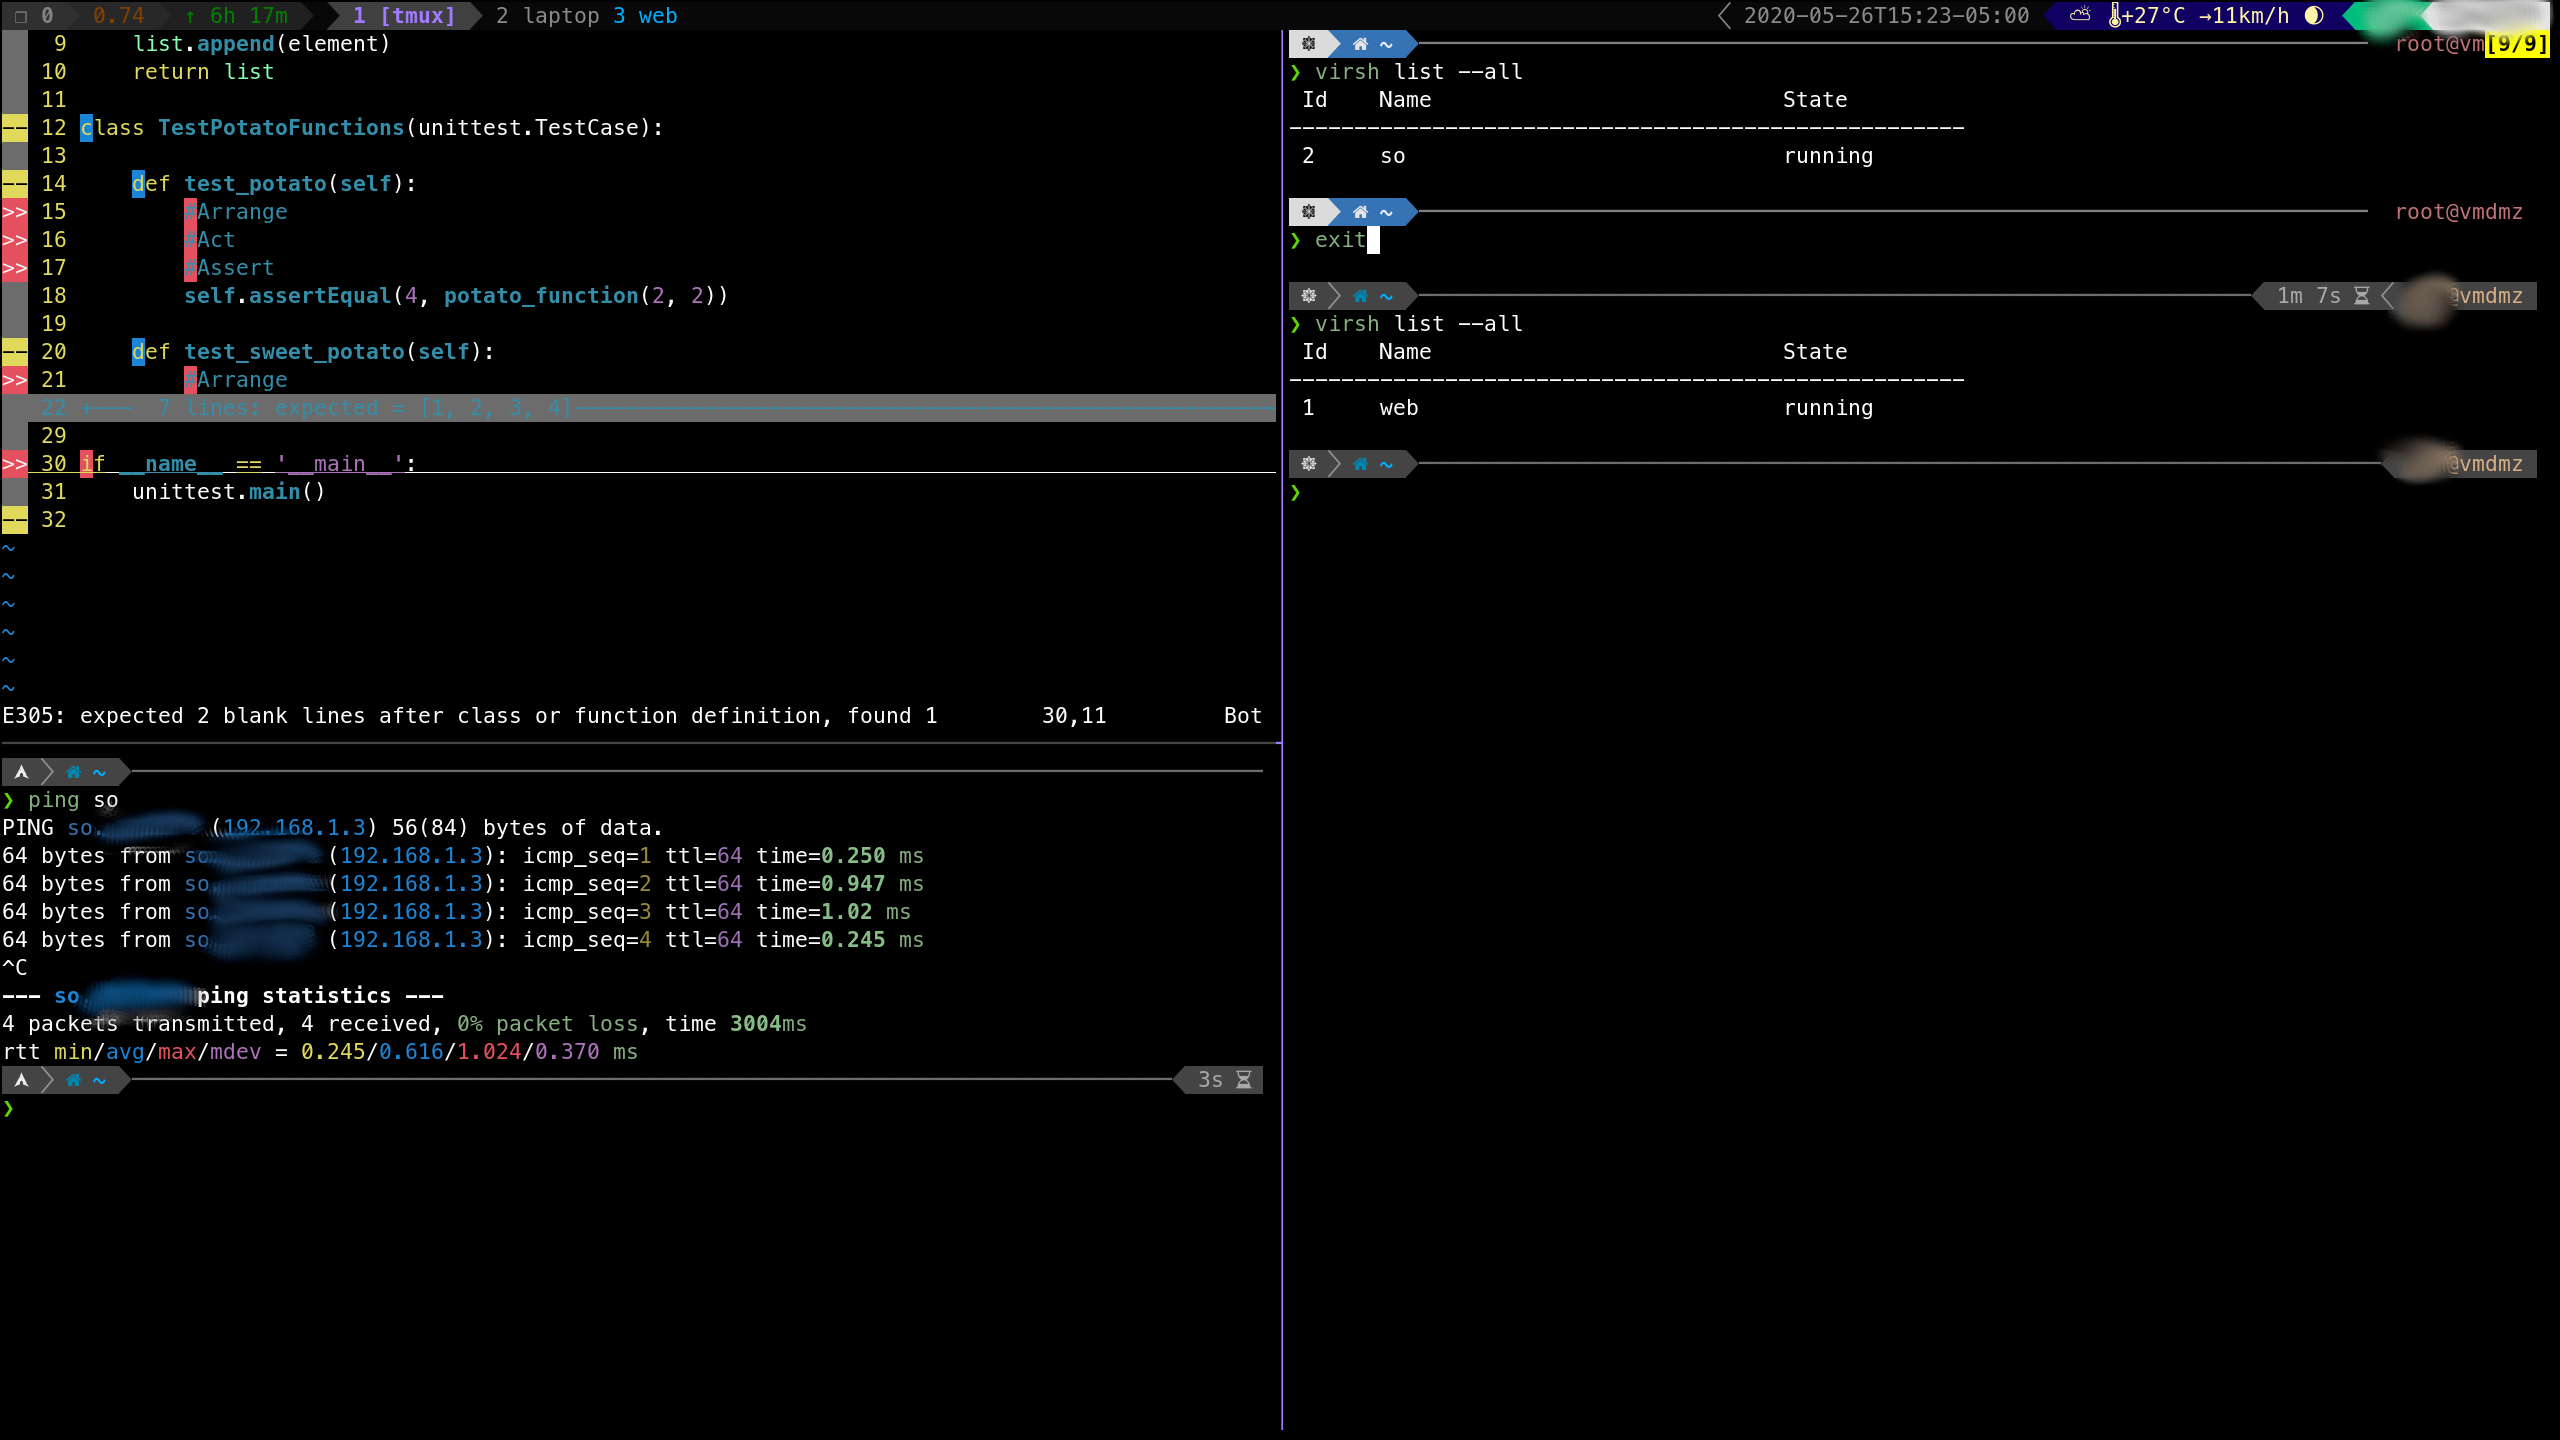 0 0.74 ↑ 6h 17m 1 [tmux] 2 laptop 3 web 2020-05-26T15:23-05:00 +27°C →11km/h
9 list.append(element)
10 return list
11
-- 12 class TestPotatoFunctions(unittest.TestCase):
13
-- 14 def test_potato(self):
>> 15 #Arrange
>> 16 #Act
>> 17 #Assert
18 self.assertEqual(4, potato_function(2, 2))
19
-- 20 def test_sweet_potato(self):
>> 21 #Arrange
22 +--- 7 lines: expected = [1, 2, 3, 4]--------------------------------------------------
29
>> 30 if __name__ == '__main__':
31 unittest.main()
-- 32
~
~
~
~
~
~
E305: expected 2 blank lines after class or function definition, found 1 30,11 Bot
~
❯ ping so
PING so. (192.168.1.3) 56(84) bytes of data.
64 bytes from so. (192.168.1.3): icmp_seq=1 ttl=64 time=0.250 ms
64 bytes from so. (192.168.1.3): icmp_seq=2 ttl=64 time=0.947 ms
64 bytes from so. (192.168.1.3): icmp_seq=3 ttl=64 time=1.02 ms
64 bytes from so. (192.168.1.3): icmp_seq=4 ttl=64 time=0.245 ms
^C
--- so. ping statistics ---
4 packets transmitted, 4 received, 0% packet loss, time 3004ms
rtt min/avg/max/mdev = 0.245/0.616/1.024/0.370 ms
~ 3s
❯
~ root@vm[9/9]
❯ virsh list --all
Id Name State
----------------------------------------------------
2 so running
~ root@vmdmz
❯ exit
~ 1m 7s @vmdmz
❯ virsh list --all
Id Name State
----------------------------------------------------
1 web running
~ @vmdmz
❯